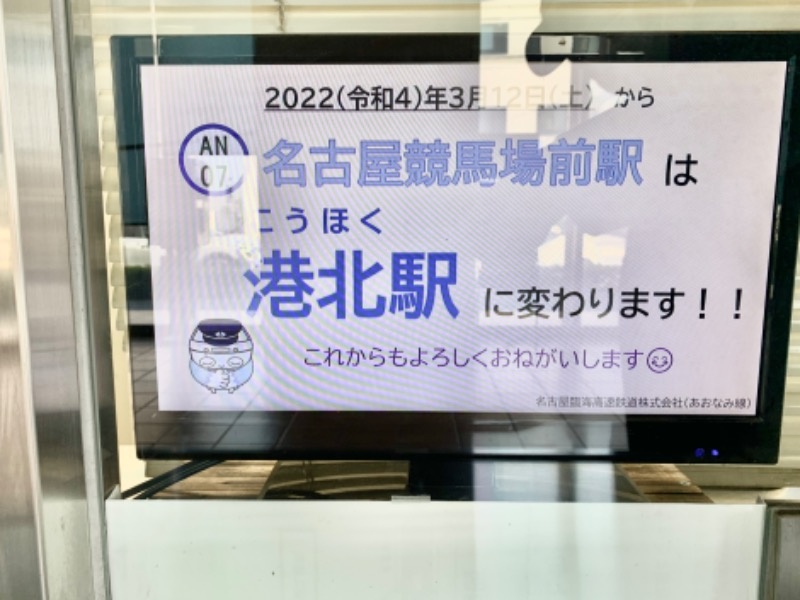 2022(令和4)年3月12日(土) から
AN
07
名古屋競馬場前駅 は
こうほく
港北駅 に変わります！！
これからもよろしくおねがいします
名古屋臨海高速鉄道株式会社(あおなみ線)